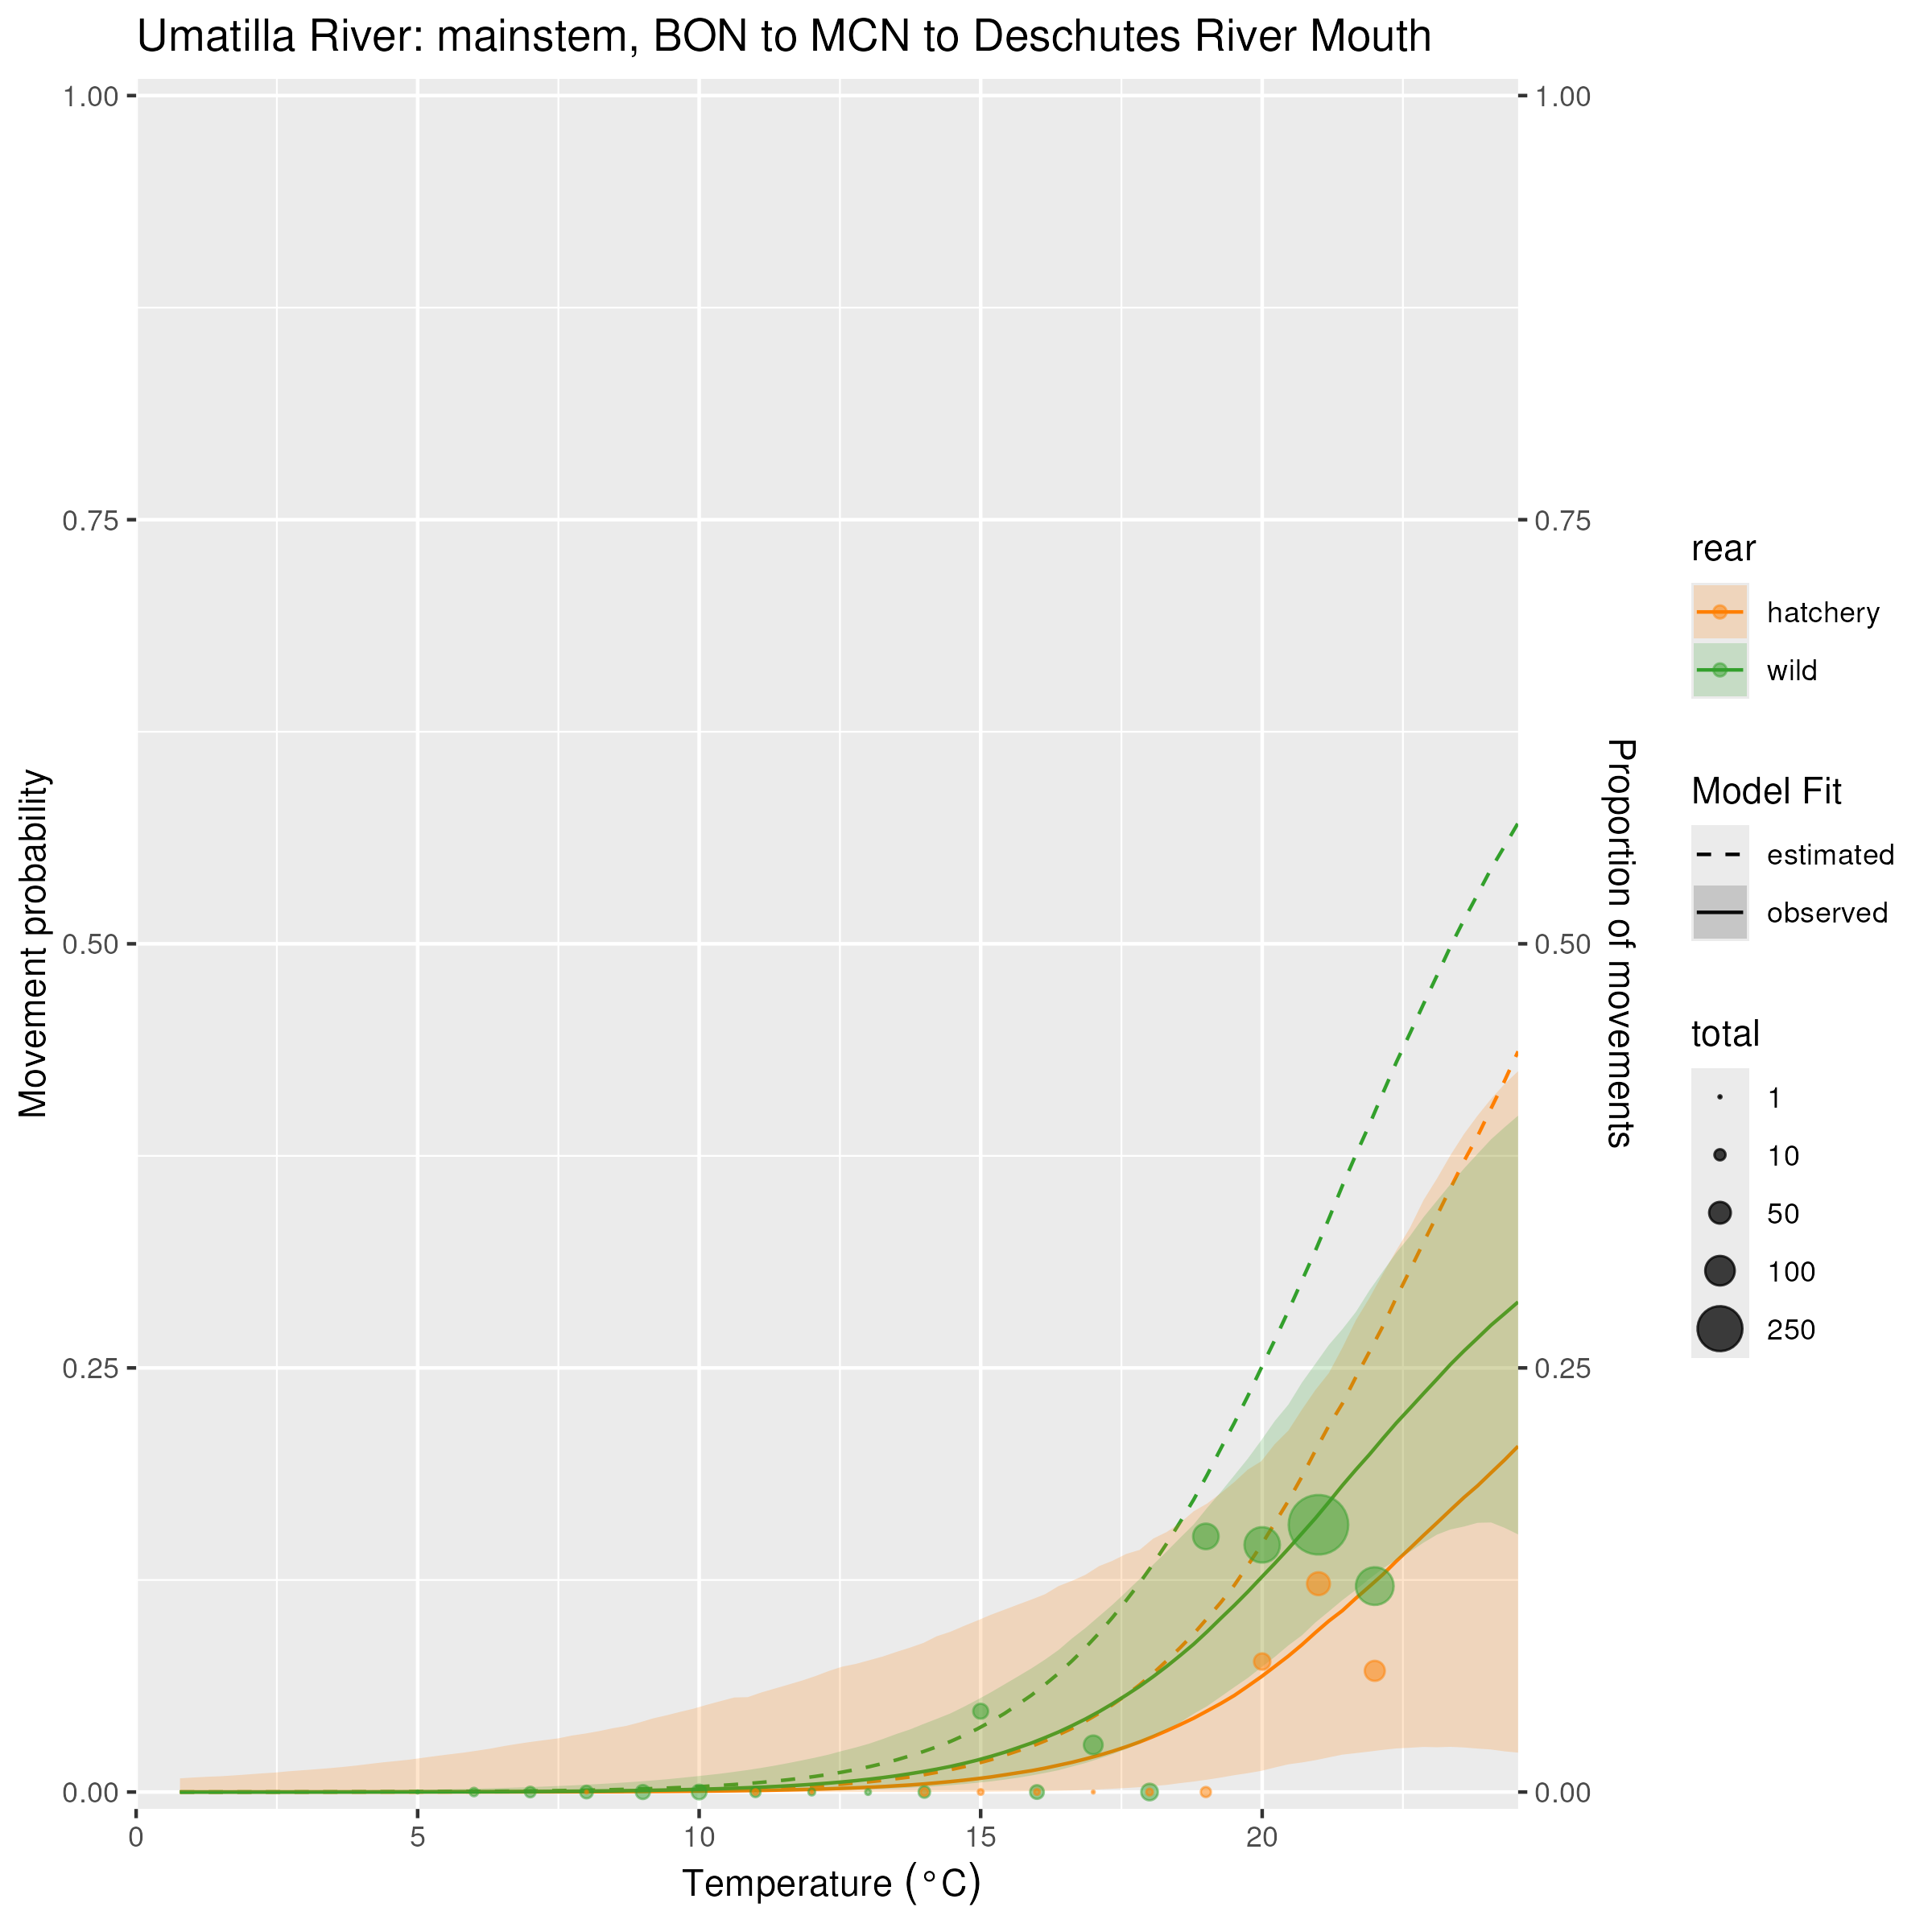 Umatilla River: mainstem, BON to MCN to Deschutes River Mouth
Movement probability
1.00
0.75
0.50
0.25
0.00
0
5
10
15
20
Temperature (°C)
1.00
0.75
0.50
0.25
0.00
Proportion of movements
rear
hatchery
wild
Model Fit
estimated
observed
total
1
10
50
100
250